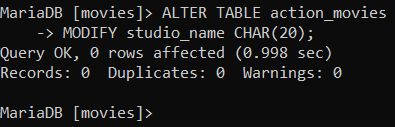 MariaDB [movies]> ALTER TABLE action_movies
    -> MODIFY studio_name CHAR(20);
Query OK, 0 rows affected (0.998 sec)
Records: 0  Duplicates: 0  Warnings: 0

MariaDB [movies]>